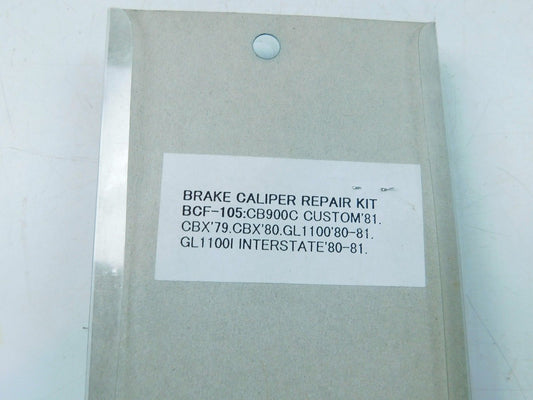 BRAKE CALIPER REPAIR KIT
BCF-105:CB900C CUSTOM'81.
CBX'79.CBX'80.GL1100'80-81.
GL1100I INTERSTATE'80-81.